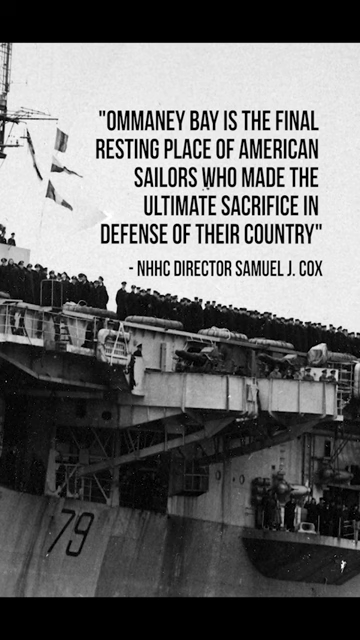 "OMMANEY BAY IS THE FINAL
RESTING PLACE OF AMERICAN
SAILORS WHO MADE THE
ULTIMATE SACRIFICE IN
DEFENSE OF THEIR COUNTRY"
- NHHC DIRECTOR SAMUEL J. COX
79